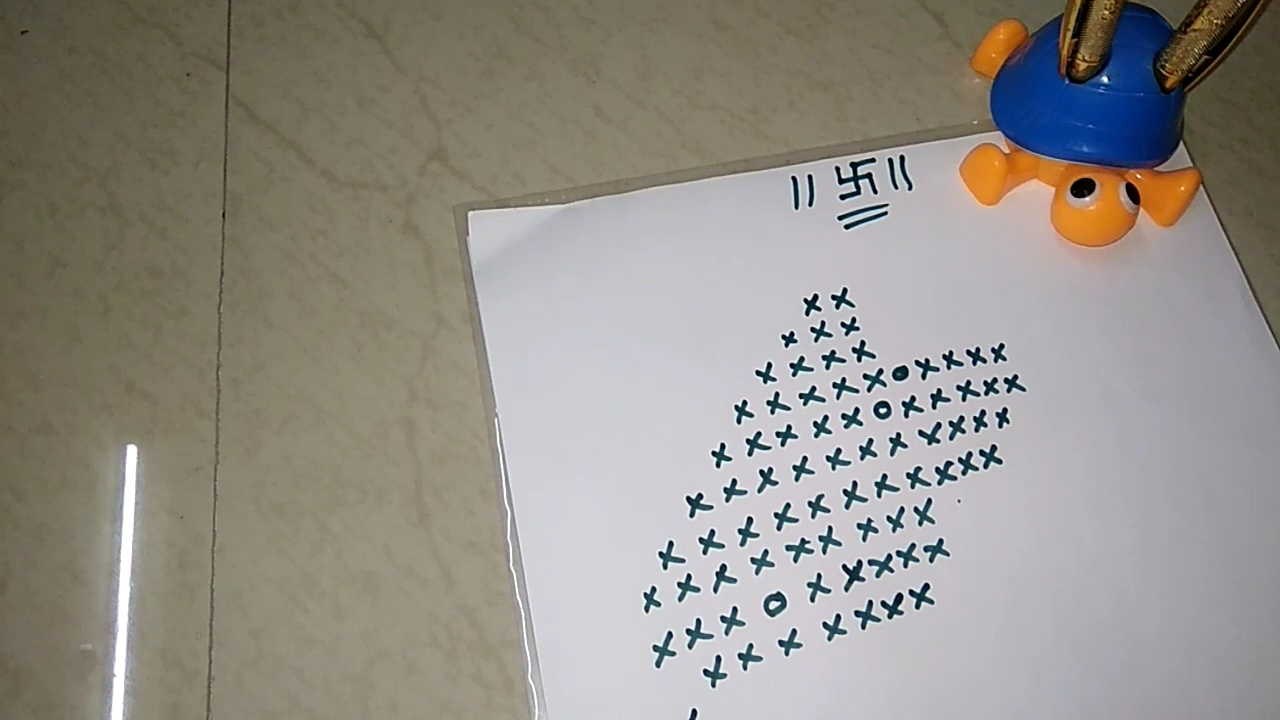 ॥ 卐 ॥
x x
x x x
x x x x
x x x x x o x x x x
x x x x x o x x x x x
x x x x x x x x x x x
x x x x x x x x x x x
x x x x x x x x x
x x x o x x x x x
x x x x x x x